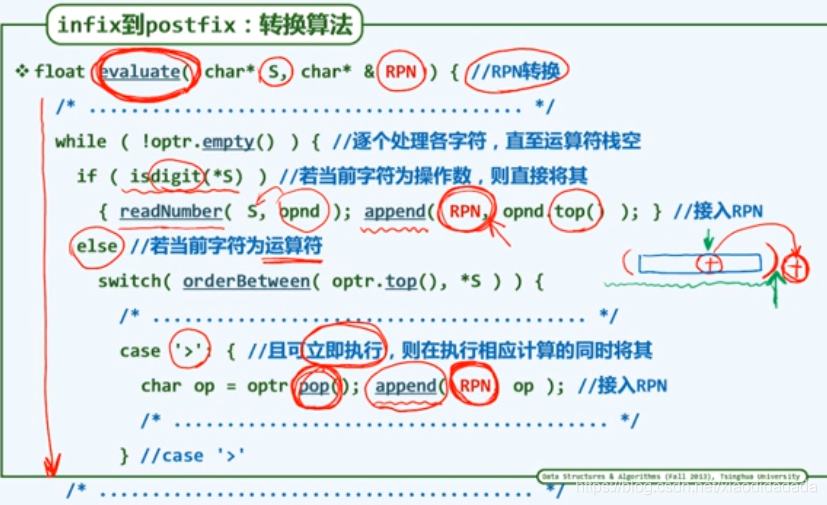 infix到postfix：转换算法
❖ float evaluate( char* S, char* & RPN ) { //RPN转换
/* ......................................... */
while ( !optr.empty() ) { //逐个处理各字符，直至运算符栈空
if ( isdigit(*S) ) //若当前字符为操作数，则直接将其
{ readNumber( S, opnd ); append( RPN, opnd.top() ); } //接入RPN
else //若当前字符为运算符
switch( orderBetween( optr.top(), *S ) ) {
/* ......................................... */
case '>': { //且可立即执行，则在执行相应计算的同时将其
char op = optr.pop(); append( RPN, op ); //接入RPN
/* ......................................... */
} //case '>'
Data Structures & Algorithms (Fall 2013), Tsinghua University
/* ......................................... */
https://blog.csdn.net/xiaodidadada